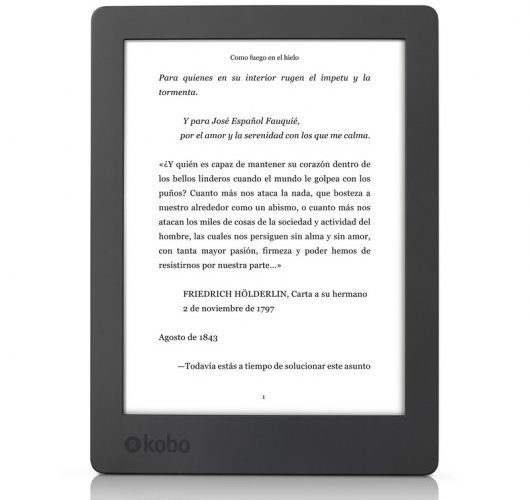 Como fuego en el hielo
Para quienes en su interior rugen el ímpetu y la
tormenta.
Y para José Español Fauquié,
por el amor y la serenidad con los que me calma.
«¿Y quién es capaz de mantener su corazón dentro de
los bellos linderos cuando el mundo le golpea con los
puños? Cuanto más nos ataca la nada, que bosteza a
nuestro alrededor como un abismo, o cuanto más nos
atacan los miles de cosas de la sociedad y actividad del
hombre, las cuales nos persiguen sin alma y sin amor,
con tanta mayor pasión, firmeza y poder hemos de
resistirnos por nuestra parte...»
FRIEDRICH HÖLDERLIN, Carta a su hermano
2 de noviembre de 1797
Agosto de 1843
—Todavía estás a tiempo de solucionar este asunto
1
kobo